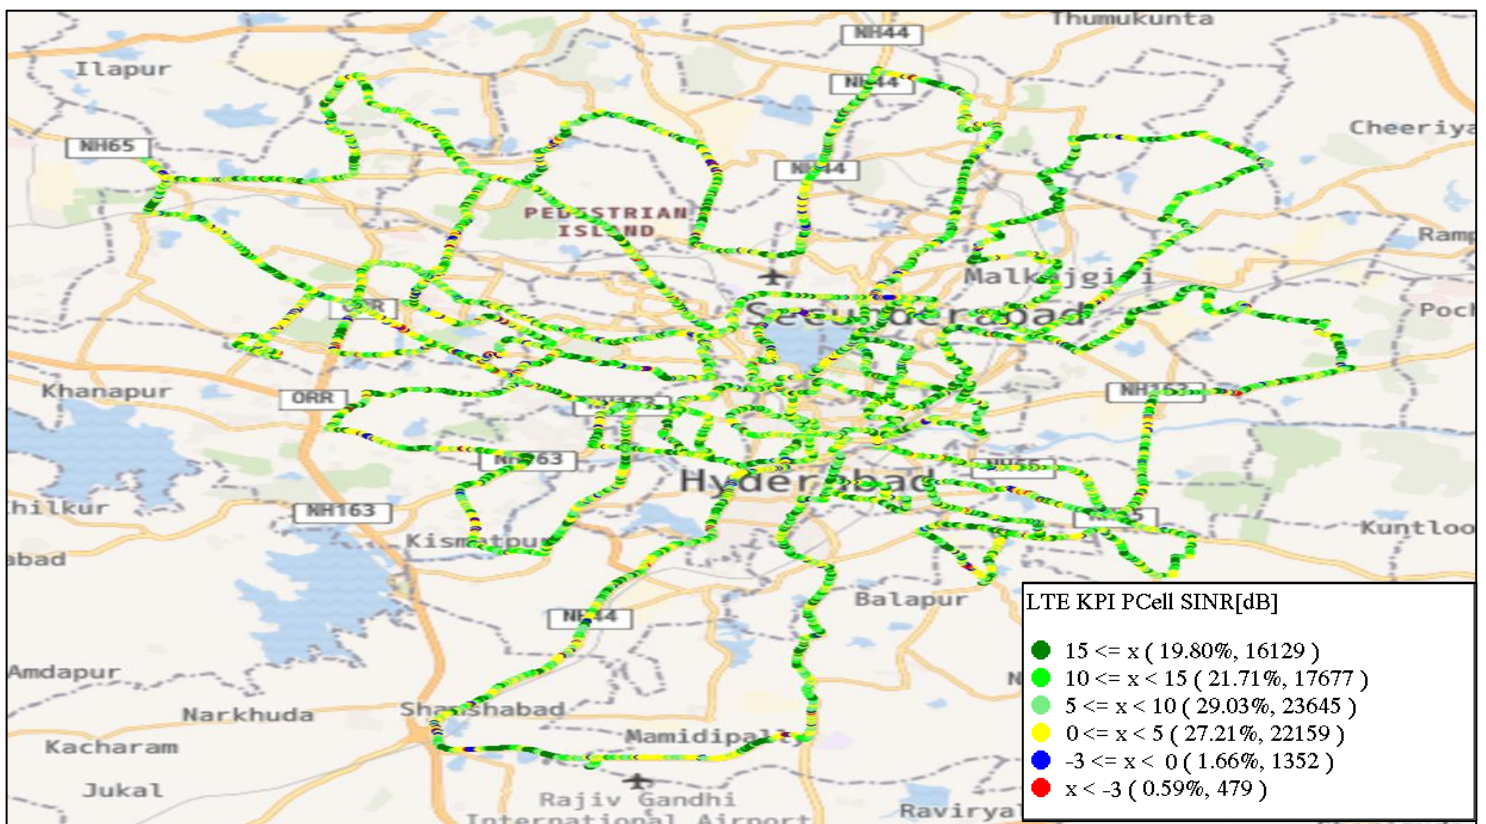 Thumukunta
NH44
Ilapur
NH44
Cheeriya
NH65
NH44
PEDESTRIAN
ISLAND
Ramp
Malkajgiri
Secunderabad
Poch
Khanapur
ORR
NH163
NH163
Hyderabad
NH163
hilkur
NH163
Kismatpur
Kuntloo
abad
Balapur
NH44
LTE KPI PCell SINR[dB]
15 <= x ( 19.80%, 16129 )
10 <= x < 15 ( 21.71%, 17677 )
5 <= x < 10 ( 29.03%, 23645 )
0 <= x < 5 ( 27.21%, 22159 )
-3 <= x < 0 ( 1.66%, 1352 )
x < -3 ( 0.59%, 479 )
Amdapur
N
Shamshabad
Narkhuda
Mamidipally
Kacharam
Jukal
Rajiv Gandhi
International Airport
Raviryal